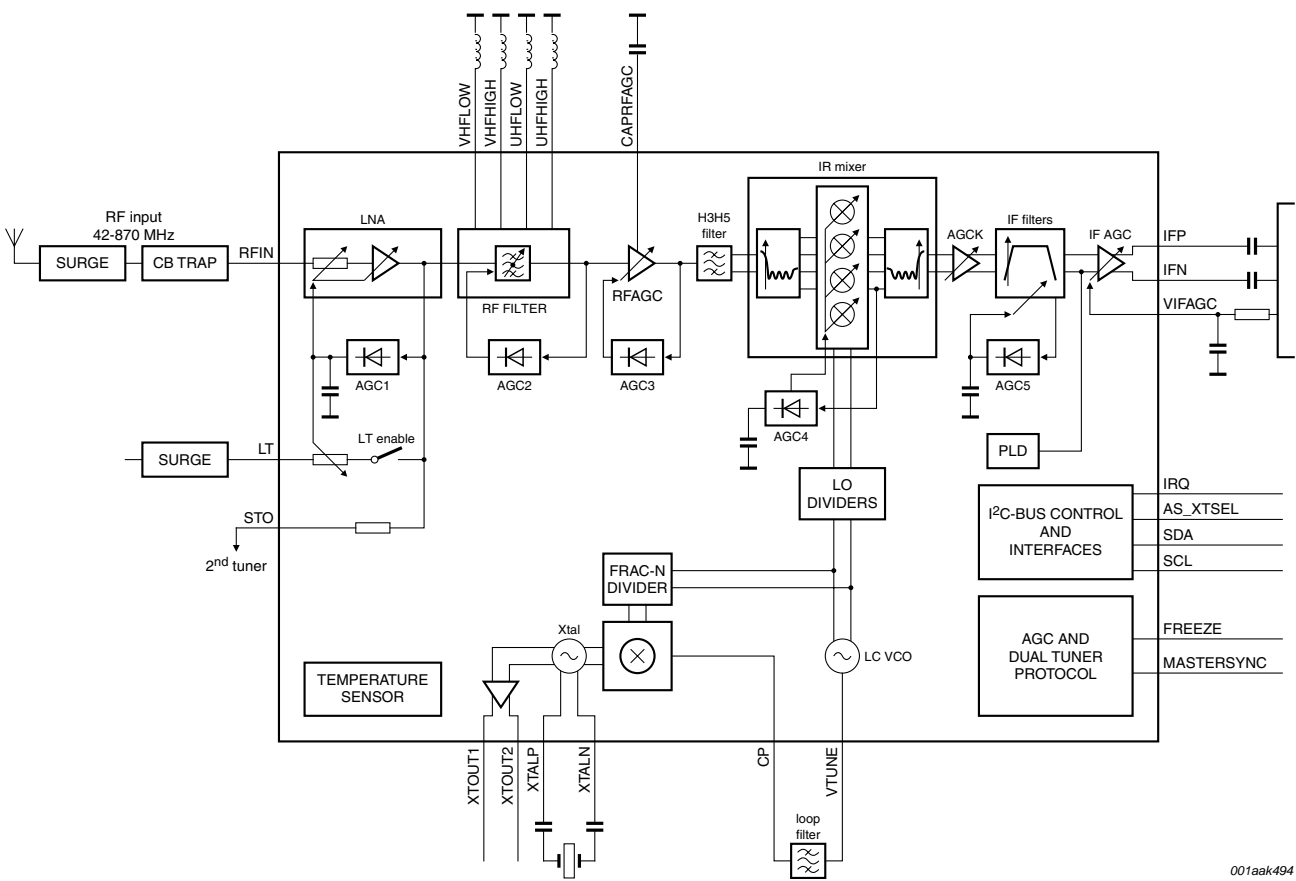 VHFLOW
VHFHIGH
UHFLOW
UHFHIGH
CAPRFAGC
RF input
42-870 MHz
SURGE
CB TRAP
RFIN
LNA
RF FILTER
RFAGC
H3H5
filter
IR mixer
AGCK
IF filters
IF AGC
IFP
IFN
VIFAGC
AGC1
AGC2
AGC3
AGC4
AGC5
SURGE
LT
LT enable
PLD
STO
2nd tuner
LO
DIVIDERS
I2C-BUS CONTROL
AND
INTERFACES
IRQ
AS_XTSEL
SDA
SCL
FRAC-N
DIVIDER
Xtal
LC VCO
AGC AND
DUAL TUNER
PROTOCOL
FREEZE
MASTERSYNC
TEMPERATURE
SENSOR
XTOUT1
XTOUT2
XTALP
XTALN
CP
VTUNE
loop
filter
001aak494